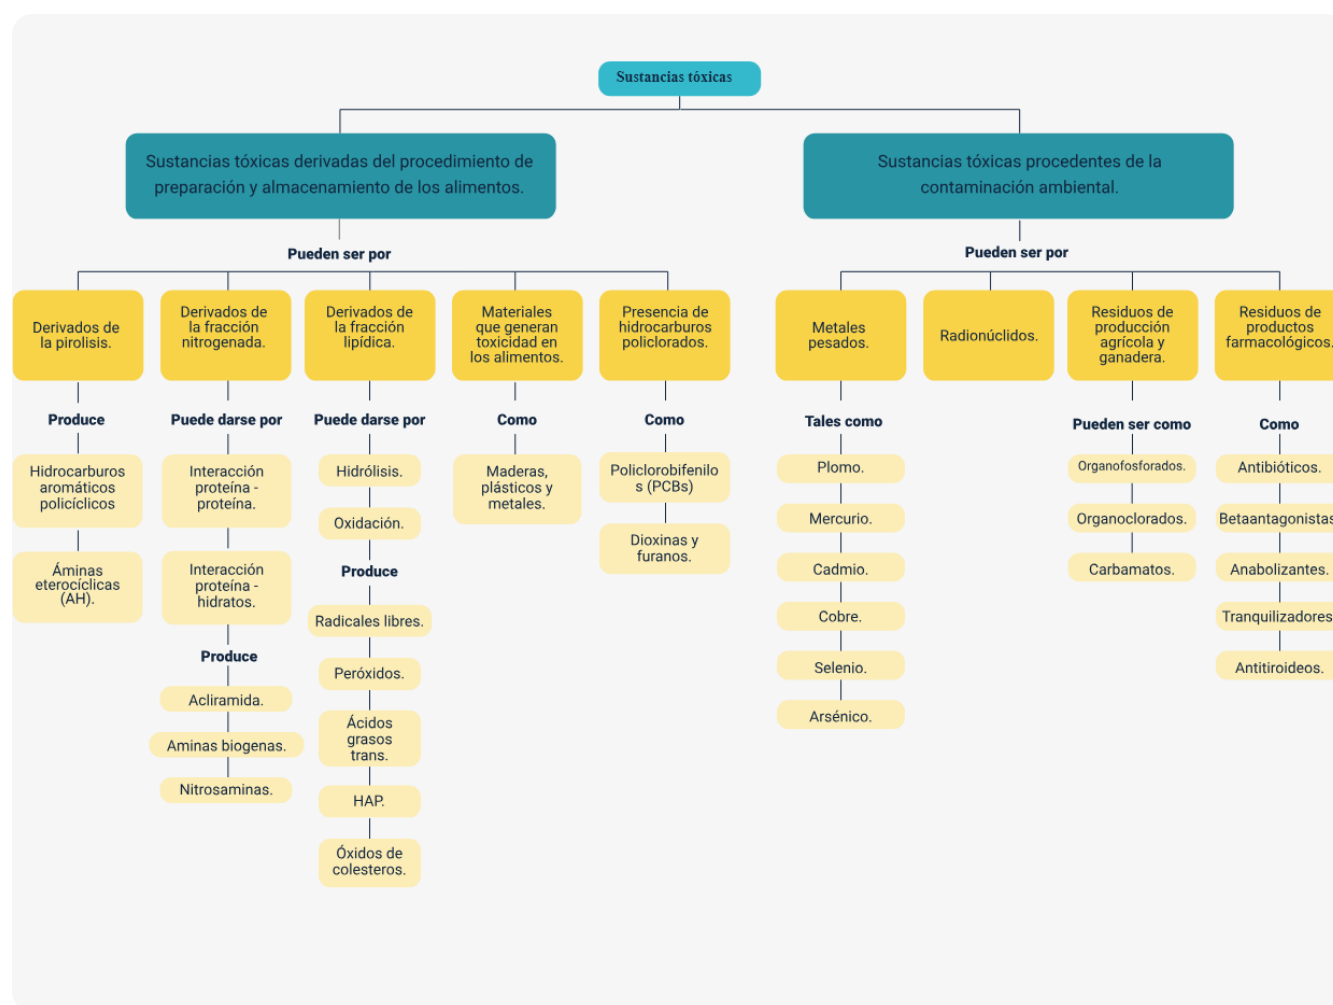 Sustancias tóxicas
Sustancias tóxicas derivadas del procedimiento de
preparación y almacenamiento de los alimentos.
Pueden ser por
Derivados de
la pirolisis.
Produce
Hidrocarburos
aromáticos
policíclicos
Áminas
eterocíclicas
(AH).
Derivados de
la fracción
nitrogenada.
Puede darse por
Interacción
proteína -
proteína.
Interacción
proteína -
hidratos.
Produce
Acliramida.
Aminas biogenas.
Nitrosaminas.
Derivados de
la fracción
lipídica.
Puede darse por
Hidrólisis.
Oxidación.
Produce
Radicales libres.
Peróxidos.
Ácidos
grasos
trans.
HAP.
Óxidos de
colesteros.
Materiales
que generan
toxicidad en
los alimentos.
Como
Maderas,
plásticos y
metales.
Presencia de
hidrocarburos
policlorados.
Como
Policlorobifenilo
s (PCBs)
Dioxinas y
furanos.
Sustancias tóxicas procedentes de la
contaminación ambiental.
Pueden ser por
Metales
pesados.
Tales como
Plomo.
Mercurio.
Cadmio.
Cobre.
Selenio.
Arsénico.
Radionúclidos.
Residuos de
producción
agrícola y
ganadera.
Pueden ser como
Organofosforados.
Organoclorados.
Carbamatos.
Residuos de
productos
farmacológicos.
Como
Antibióticos.
Betaantagonistas
Anabolizantes.
Tranquilizadores
Antitiroideos.